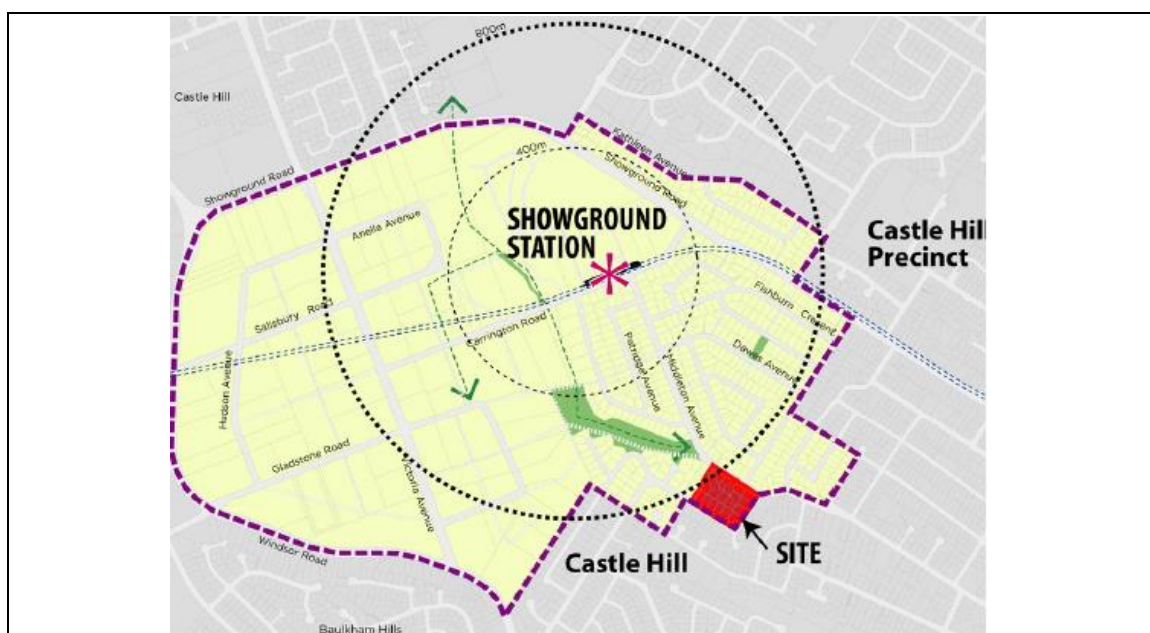 800m
Castle Hill
400m
Kathleen Avenue
Showground Road
Showground Road
Anella Avenue
SHOWGROUND
STATION
Castle Hill
Precinct
Fishburn Crescent
Salisbury Road
Carrington Road
Dawes Avenue
Partridge Avenue
Middleton Avenue
Hudson Avenue
Gladstone Road
Victoria Avenue
Windsor Road
Castle Hill
SITE
Baulkham Hills